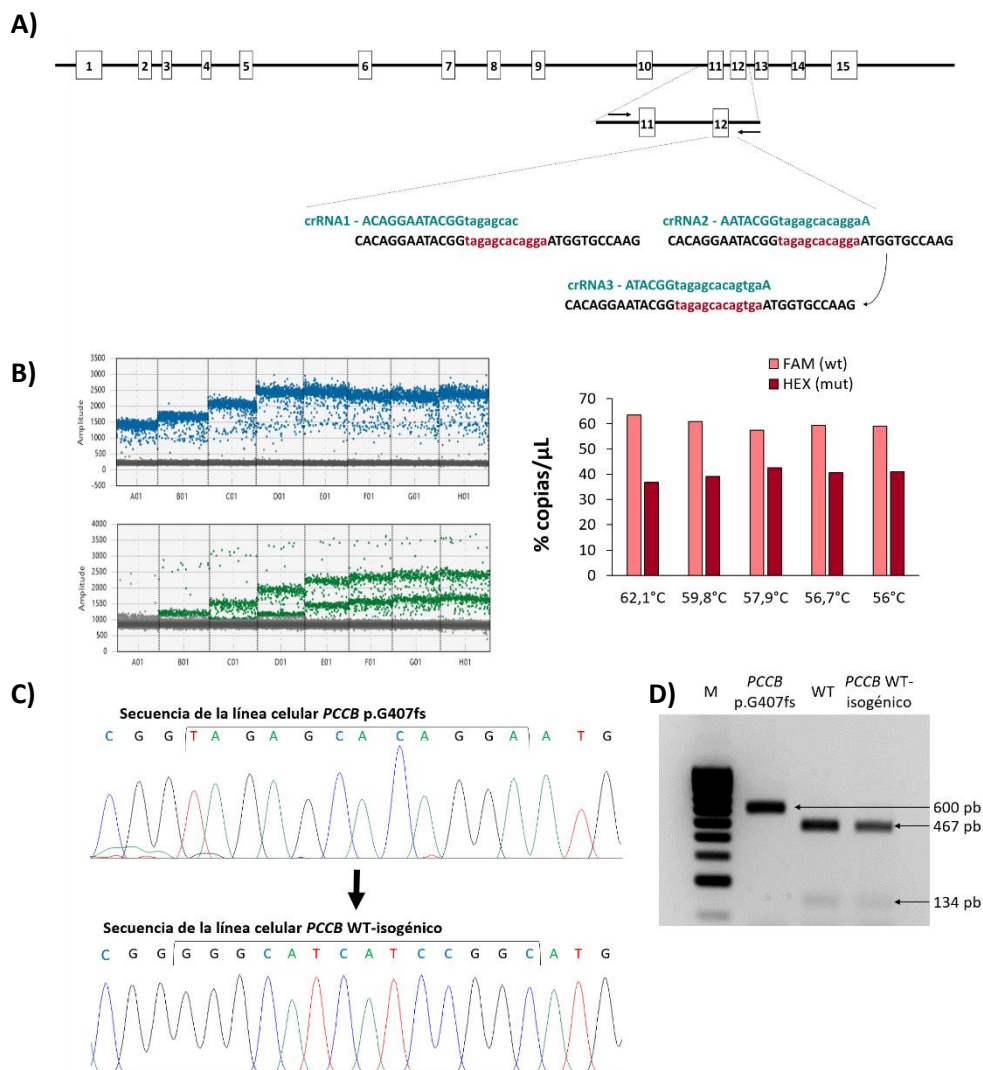 A)
1 2 3 4 5 6 7 8 9 10 11 12 13 14 15
11 12
crRNA1 - ACAGGAATACGGtagagcac
CACAGGAATACGGtagagcacaggaATGGTGCCAAG
crRNA2 - AATACGGtagagcacaggaA
CACAGGAATACGGtagagcacaggaATGGTGCCAAG
crRNA3 - ATACGGtagagcacagtgaA
CACAGGAATACGGtagagcacagtgaATGGTGCCAAG
B)
3500
3000
2500
2000
1500
1000
500
0
-500
Amplitude
A01 B01 C01 D01 E01 F01 G01 H01
4000
3500
3000
2500
2000
1500
1000
500
0
Amplitude
A01 B01 C01 D01 E01 F01 G01 H01
FAM (wt)
HEX (mut)
% copias/µL
70
60
50
40
30
20
10
0
62,1°C 59,8°C 57,9°C 56,7°C 56°C
C)
Secuencia de la línea celular PCCB p.G407fs
C G G T A G A G C A C A G G A A T G
Secuencia de la línea celular PCCB WT-isogénico
C G G G G G C A T C A T C C G G C A T G
D)
M
PCCB p.G407fs
WT
PCCB WT-isogénico
600 pb
467 pb
134 pb